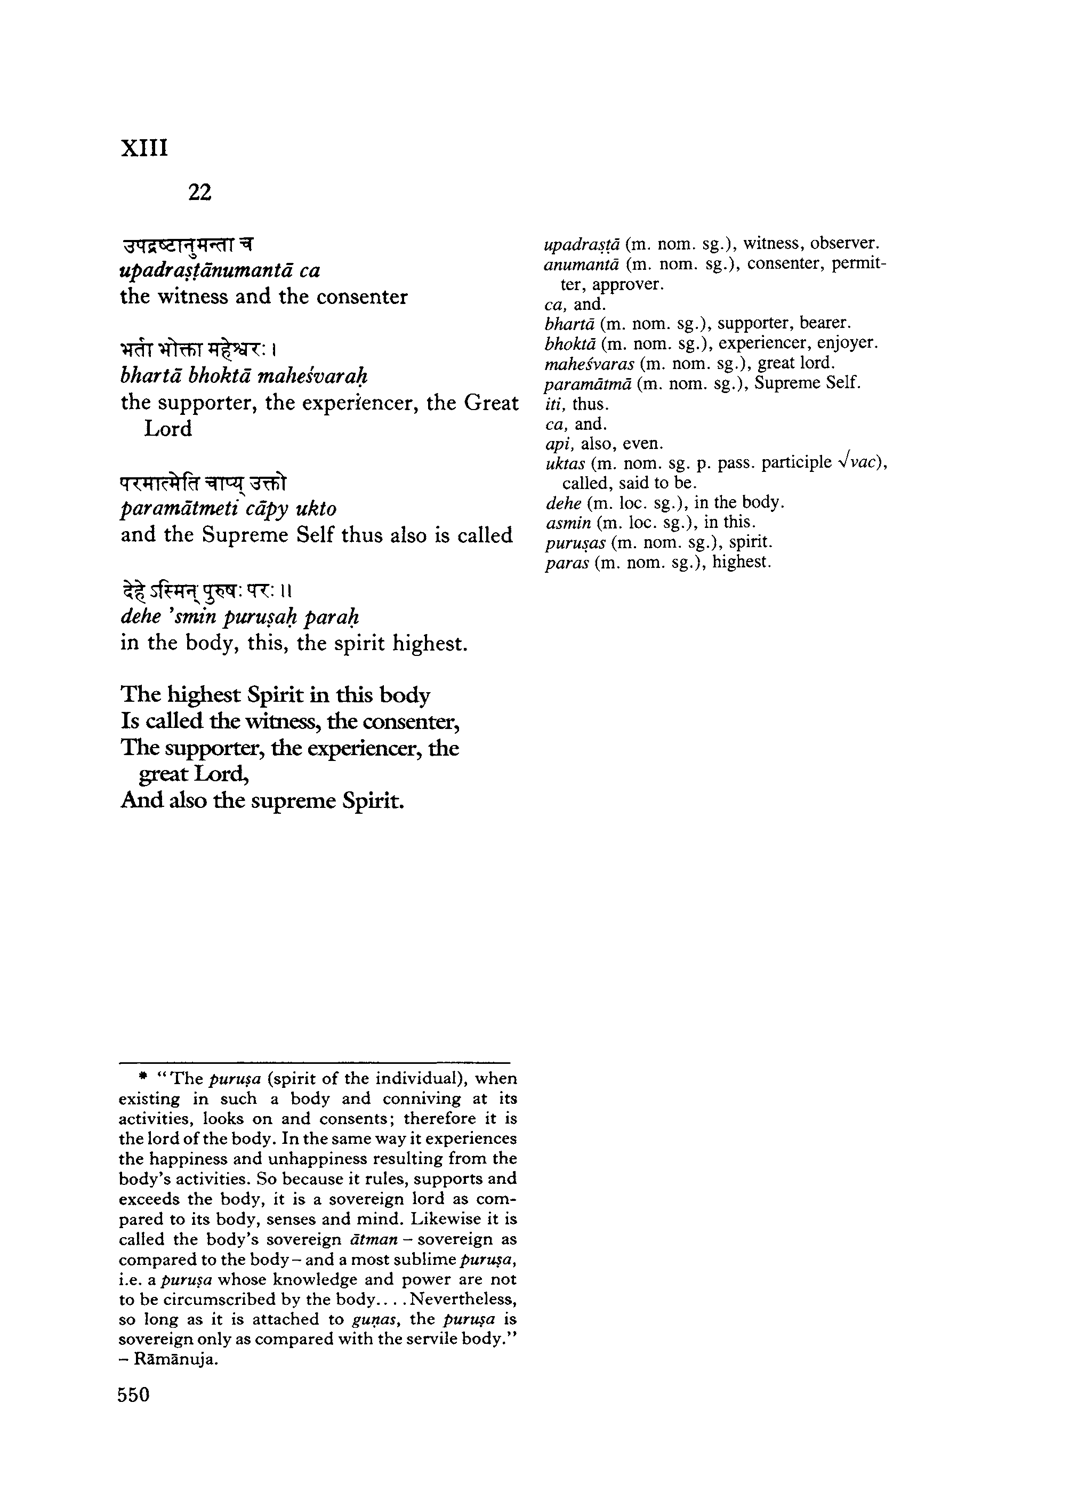 XIII
22
उपद्रष्टानुमन्ता च
upadraṣṭānumantā ca
the witness and the consenter
भर्ता भोक्ता महेश्वरः ।
bhartā bhoktā maheśvaraḥ
the supporter, the experiencer, the Great
Lord
परमात्मेति चाप्य् उक्तो
paramātmeti cāpy ukto
and the Supreme Self thus also is called
देहे ऽस्मिन् पुरुषः परः ॥
dehe 'smin puruṣaḥ paraḥ
in the body, this, the spirit highest.
The highest Spirit in this body
Is called the witness, the consenter,
The supporter, the experiencer, the
great Lord,
And also the supreme Spirit.
upadraṣṭā (m. nom. sg.), witness, observer.
anumantā (m. nom. sg.), consenter, permit-
ter, approver.
ca, and.
bhartā (m. nom. sg.), supporter, bearer.
bhoktā (m. nom. sg.), experiencer, enjoyer.
maheśvaras (m. nom. sg.), great lord.
paramātmā (m. nom. sg.), Supreme Self.
iti, thus.
ca, and.
api, also, even.
uktas (m. nom. sg. p. pass. participle √vac),
called, said to be.
dehe (m. loc. sg.), in the body.
asmin (m. loc. sg.), in this.
puruṣas (m. nom. sg.), spirit.
paras (m. nom. sg.), highest.
* "The puruṣa (spirit of the individual), when
existing in such a body and conniving at its
activities, looks on and consents; therefore it is
the lord of the body. In the same way it experiences
the happiness and unhappiness resulting from the
body's activities. So because it rules, supports and
exceeds the body, it is a sovereign lord as com-
pared to its body, senses and mind. Likewise it is
called the body's sovereign ātman – sovereign as
compared to the body – and a most sublime puruṣa,
i.e. a puruṣa whose knowledge and power are not
to be circumscribed by the body. . . . Nevertheless,
so long as it is attached to guṇas, the puruṣa is
sovereign only as compared with the servile body."
– Rāmānuja.
550